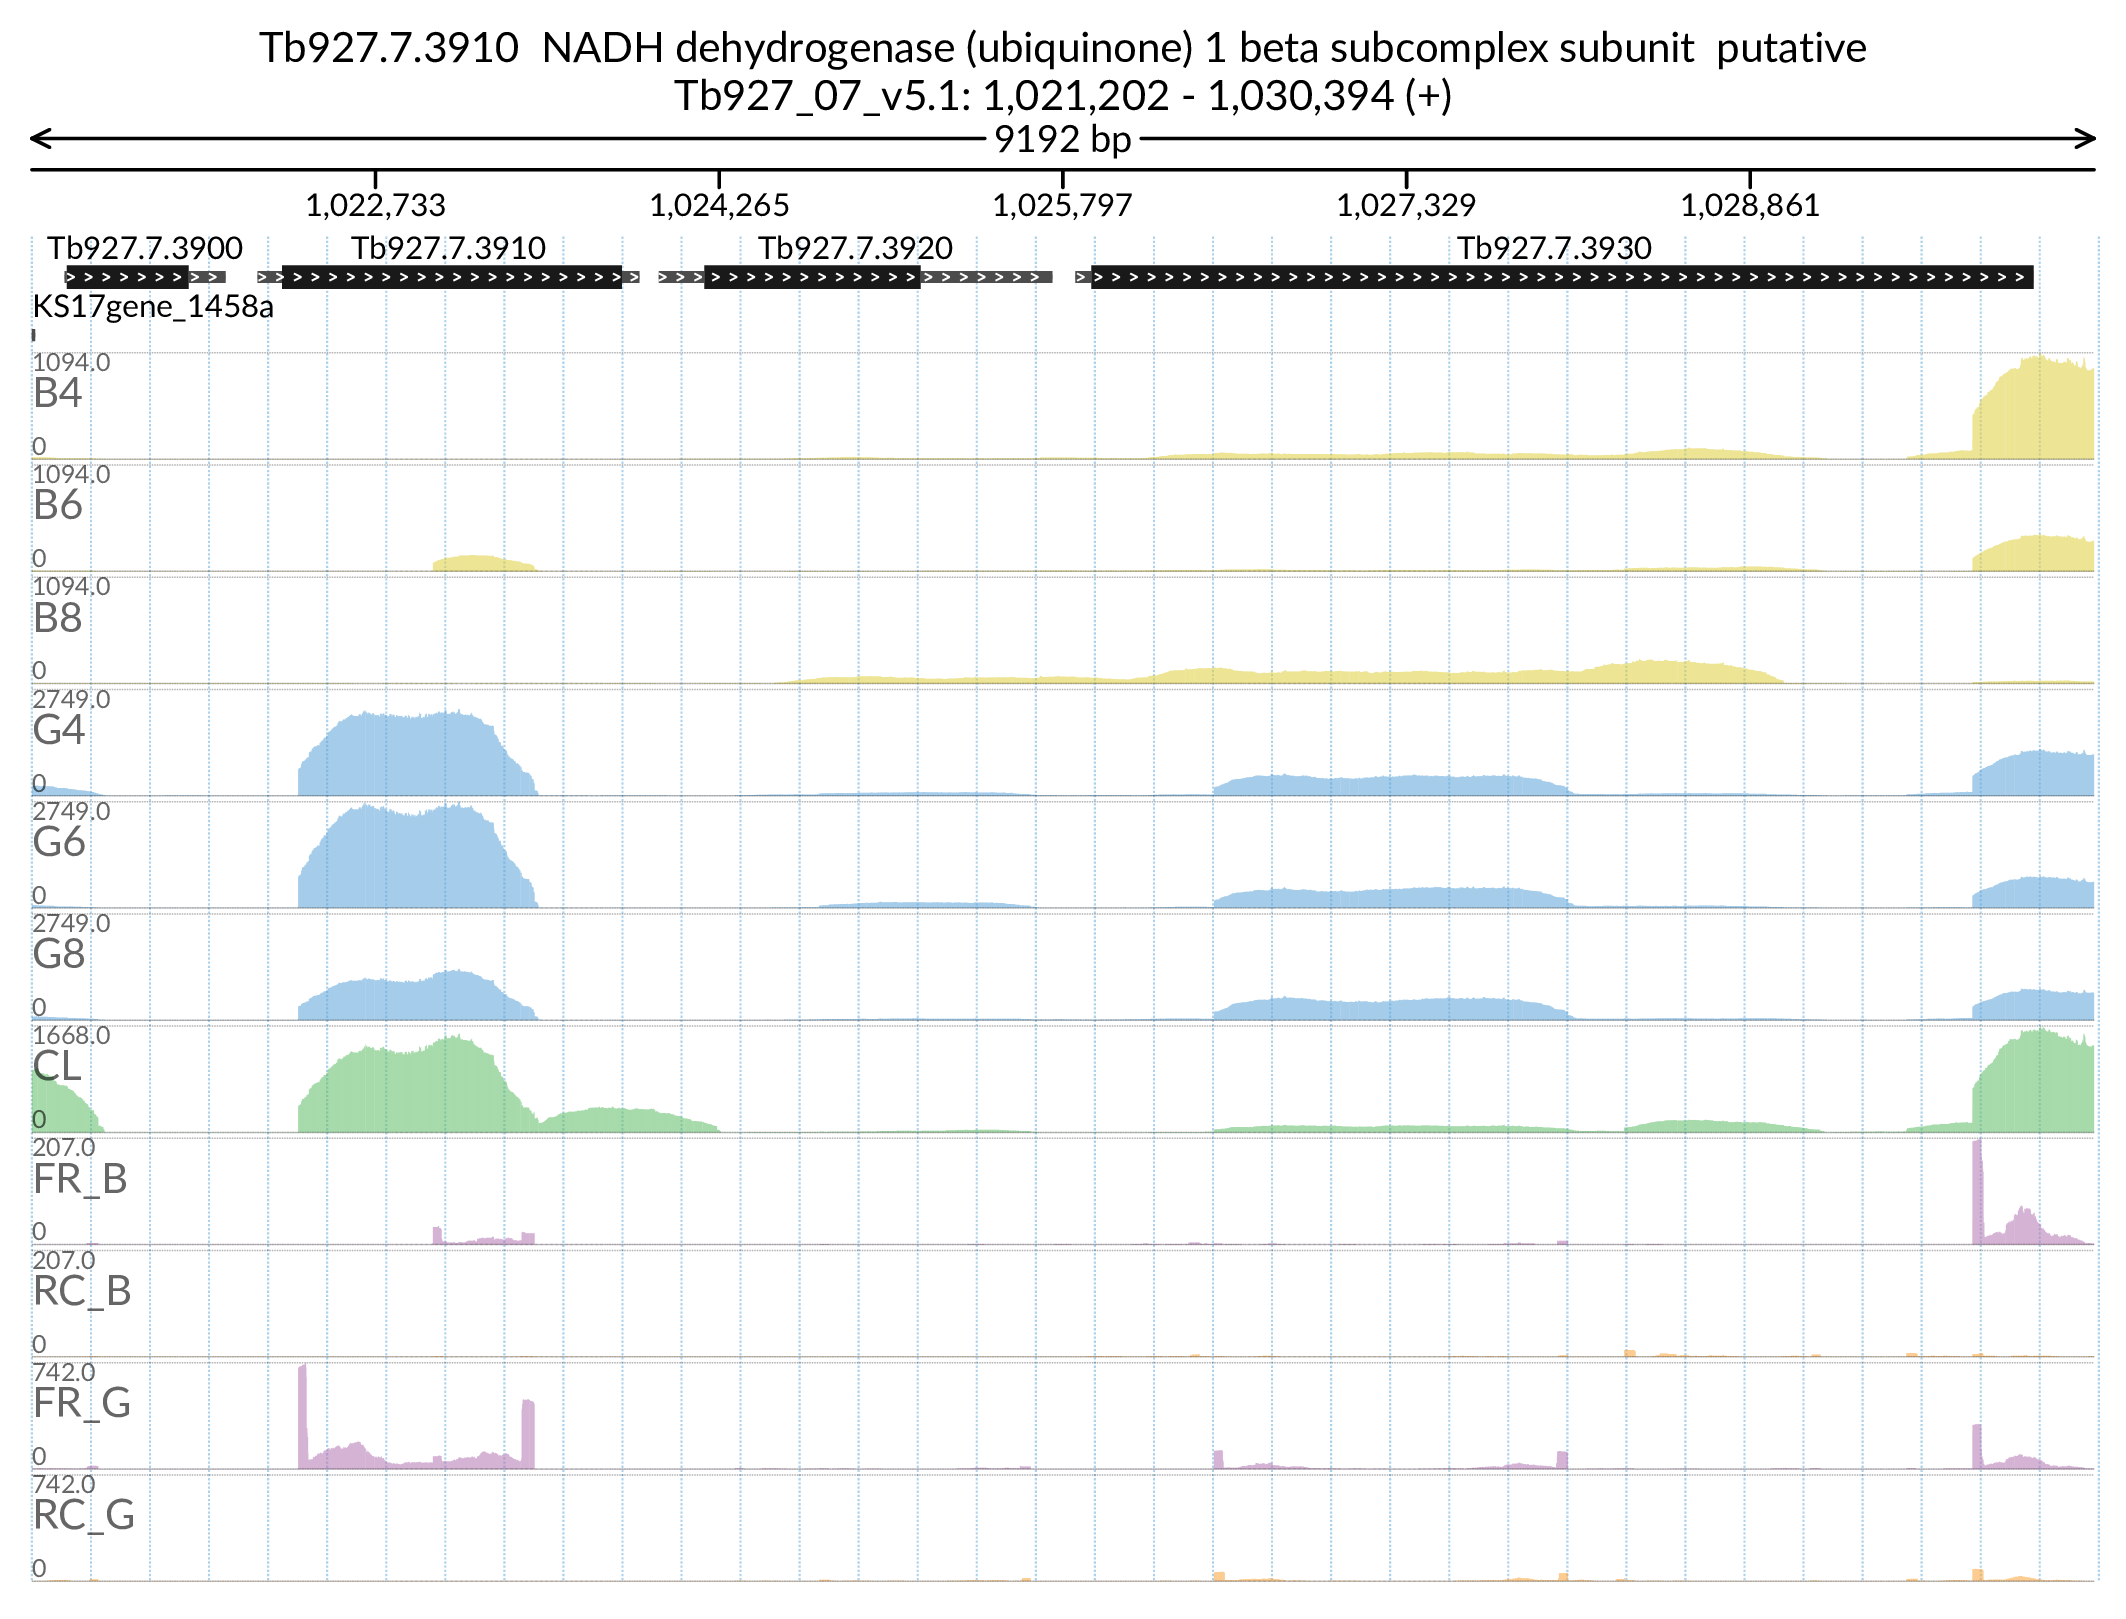 Tb927.7.3910  NADH dehydrogenase (ubiquinone) 1 beta subcomplex subunit  putative
Tb927_07_v5.1: 1,021,202 - 1,030,394 (+)
9192 bp
1,022,733 1,024,265 1,025,797 1,027,329 1,028,861
Tb927.7.3900 Tb927.7.3910 Tb927.7.3920 Tb927.7.3930
KS17gene_1458a
1094.0
B4
0
1094.0
B6
0
1094.0
B8
0
2749.0
G4
0
2749.0
G6
0
2749.0
G8
0
1668.0
CL
0
207.0
FR_B
0
207.0
RC_B
0
742.0
FR_G
0
742.0
RC_G
0